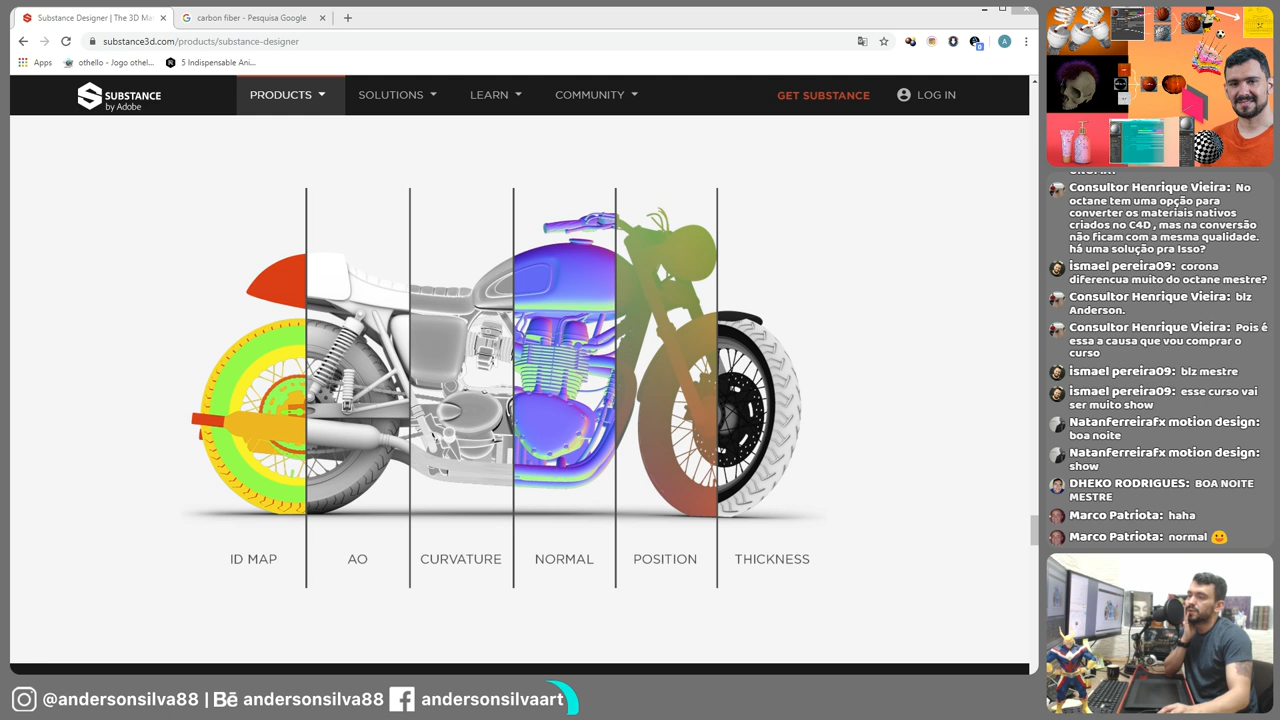 Substance Designer | The 3D Ma
carbon fiber - Pesquisa Google
substance3d.com/products/substance-designer
Apps
othello - Jogo othel...
5 Indispensable Ani...
SUBSTANCE
by Adobe
PRODUCTS
SOLUTIONS
LEARN
COMMUNITY
GET SUBSTANCE
LOG IN
ID MAP
AO
CURVATURE
NORMAL
POSITION
THICKNESS
Consultor Henrique Vieira: No
octane tem uma opção para
converter os materiais nativos
criados no C4D , mas na conversão
não ficam com a mesma qualidade.
há uma solução pra Isso?
ismael pereira09: corona
diferencua muito do octane mestre?
Consultor Henrique Vieira: blz
Anderson.
Consultor Henrique Vieira: Pois é
essa a causa que vou comprar o
curso
ismael pereira09: blz mestre
ismael pereira09: esse curso vai
ser muito show
Natanferreirafx motion design:
boa noite
Natanferreirafx motion design:
show
DHEKO RODRIGUES: BOA NOITE
MESTRE
Marco Patriota: haha
Marco Patriota: normal 😛
@andersonsilva88 | Bē andersonsilva88 andersonsilvaart